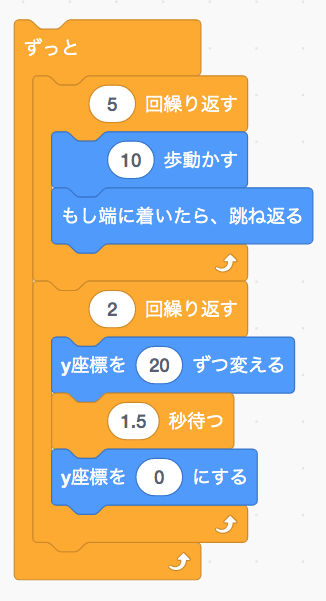 ずっと
5 回繰り返す
10 歩動かす
もし端に着いたら、跳ね返る
2 回繰り返す
y座標を 20 ずつ変える
1.5 秒待つ
y座標を 0 にする